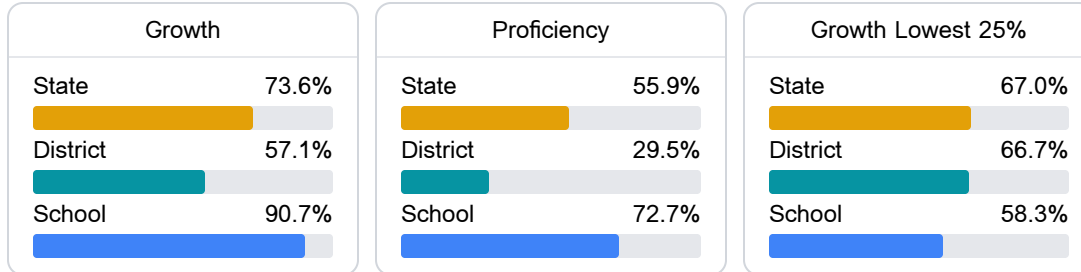 Growth
State 73.6%
District 57.1%
School 90.7%
Proficiency
State 55.9%
District 29.5%
School 72.7%
Growth Lowest 25%
State 67.0%
District 66.7%
School 58.3%